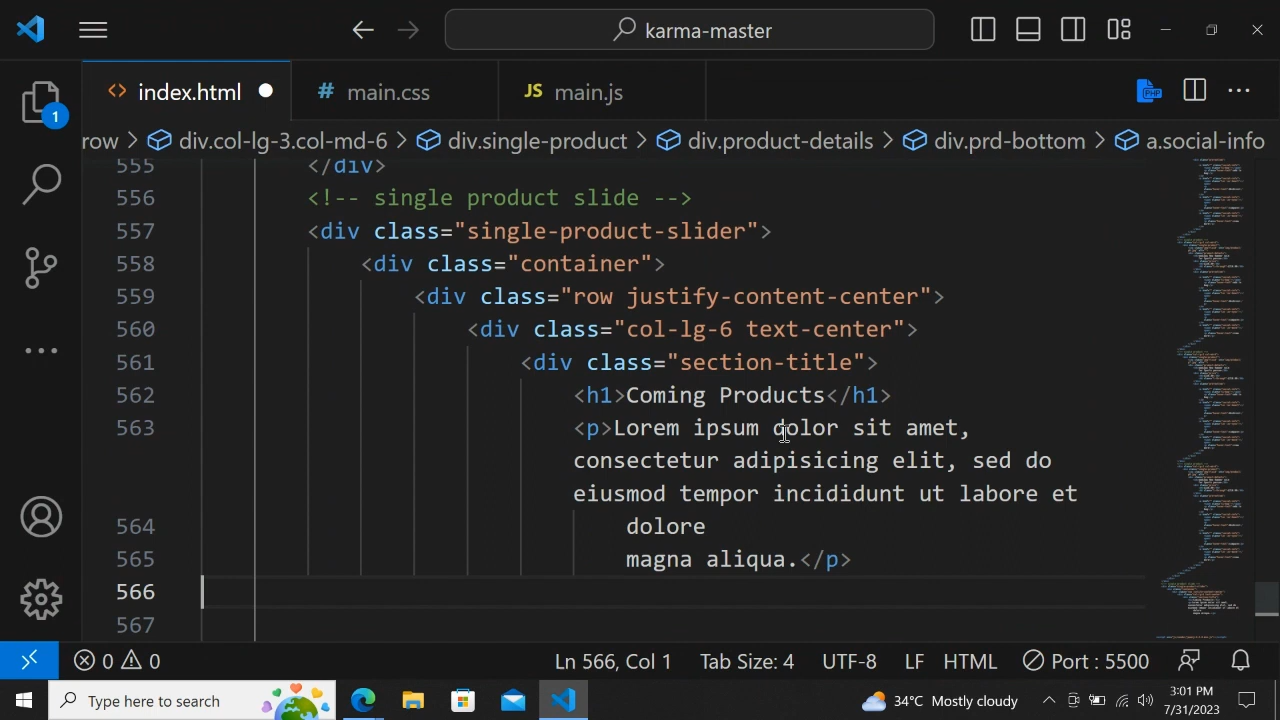 karma-master
index.html
# main.css
JS main.js
PHP
1
row > div.col-lg-3.col-md-6 > div.single-product > div.product-details > div.prd-bottom > a.social-info
555 </div>
556 <!-- single product slide -->
557 <div class="single-product-slider">
558 <div class="container">
559 <div class="row justify-content-center">
560 <div class="col-lg-6 text-center">
561 <div class="section-title">
562 <h1>Coming Products</h1>
563 <p>Lorem ipsum dolor sit amet,
consectetur adipisicing elit, sed do
eiusmod tempor incididunt ut labore et
564 dolore
565 magna aliqua.</p>
566
567
0 0
Ln 566, Col 1
Tab Size: 4
UTF-8
LF
HTML
Port : 5500
Type here to search
34°C Mostly cloudy
3:01 PM
7/31/2023